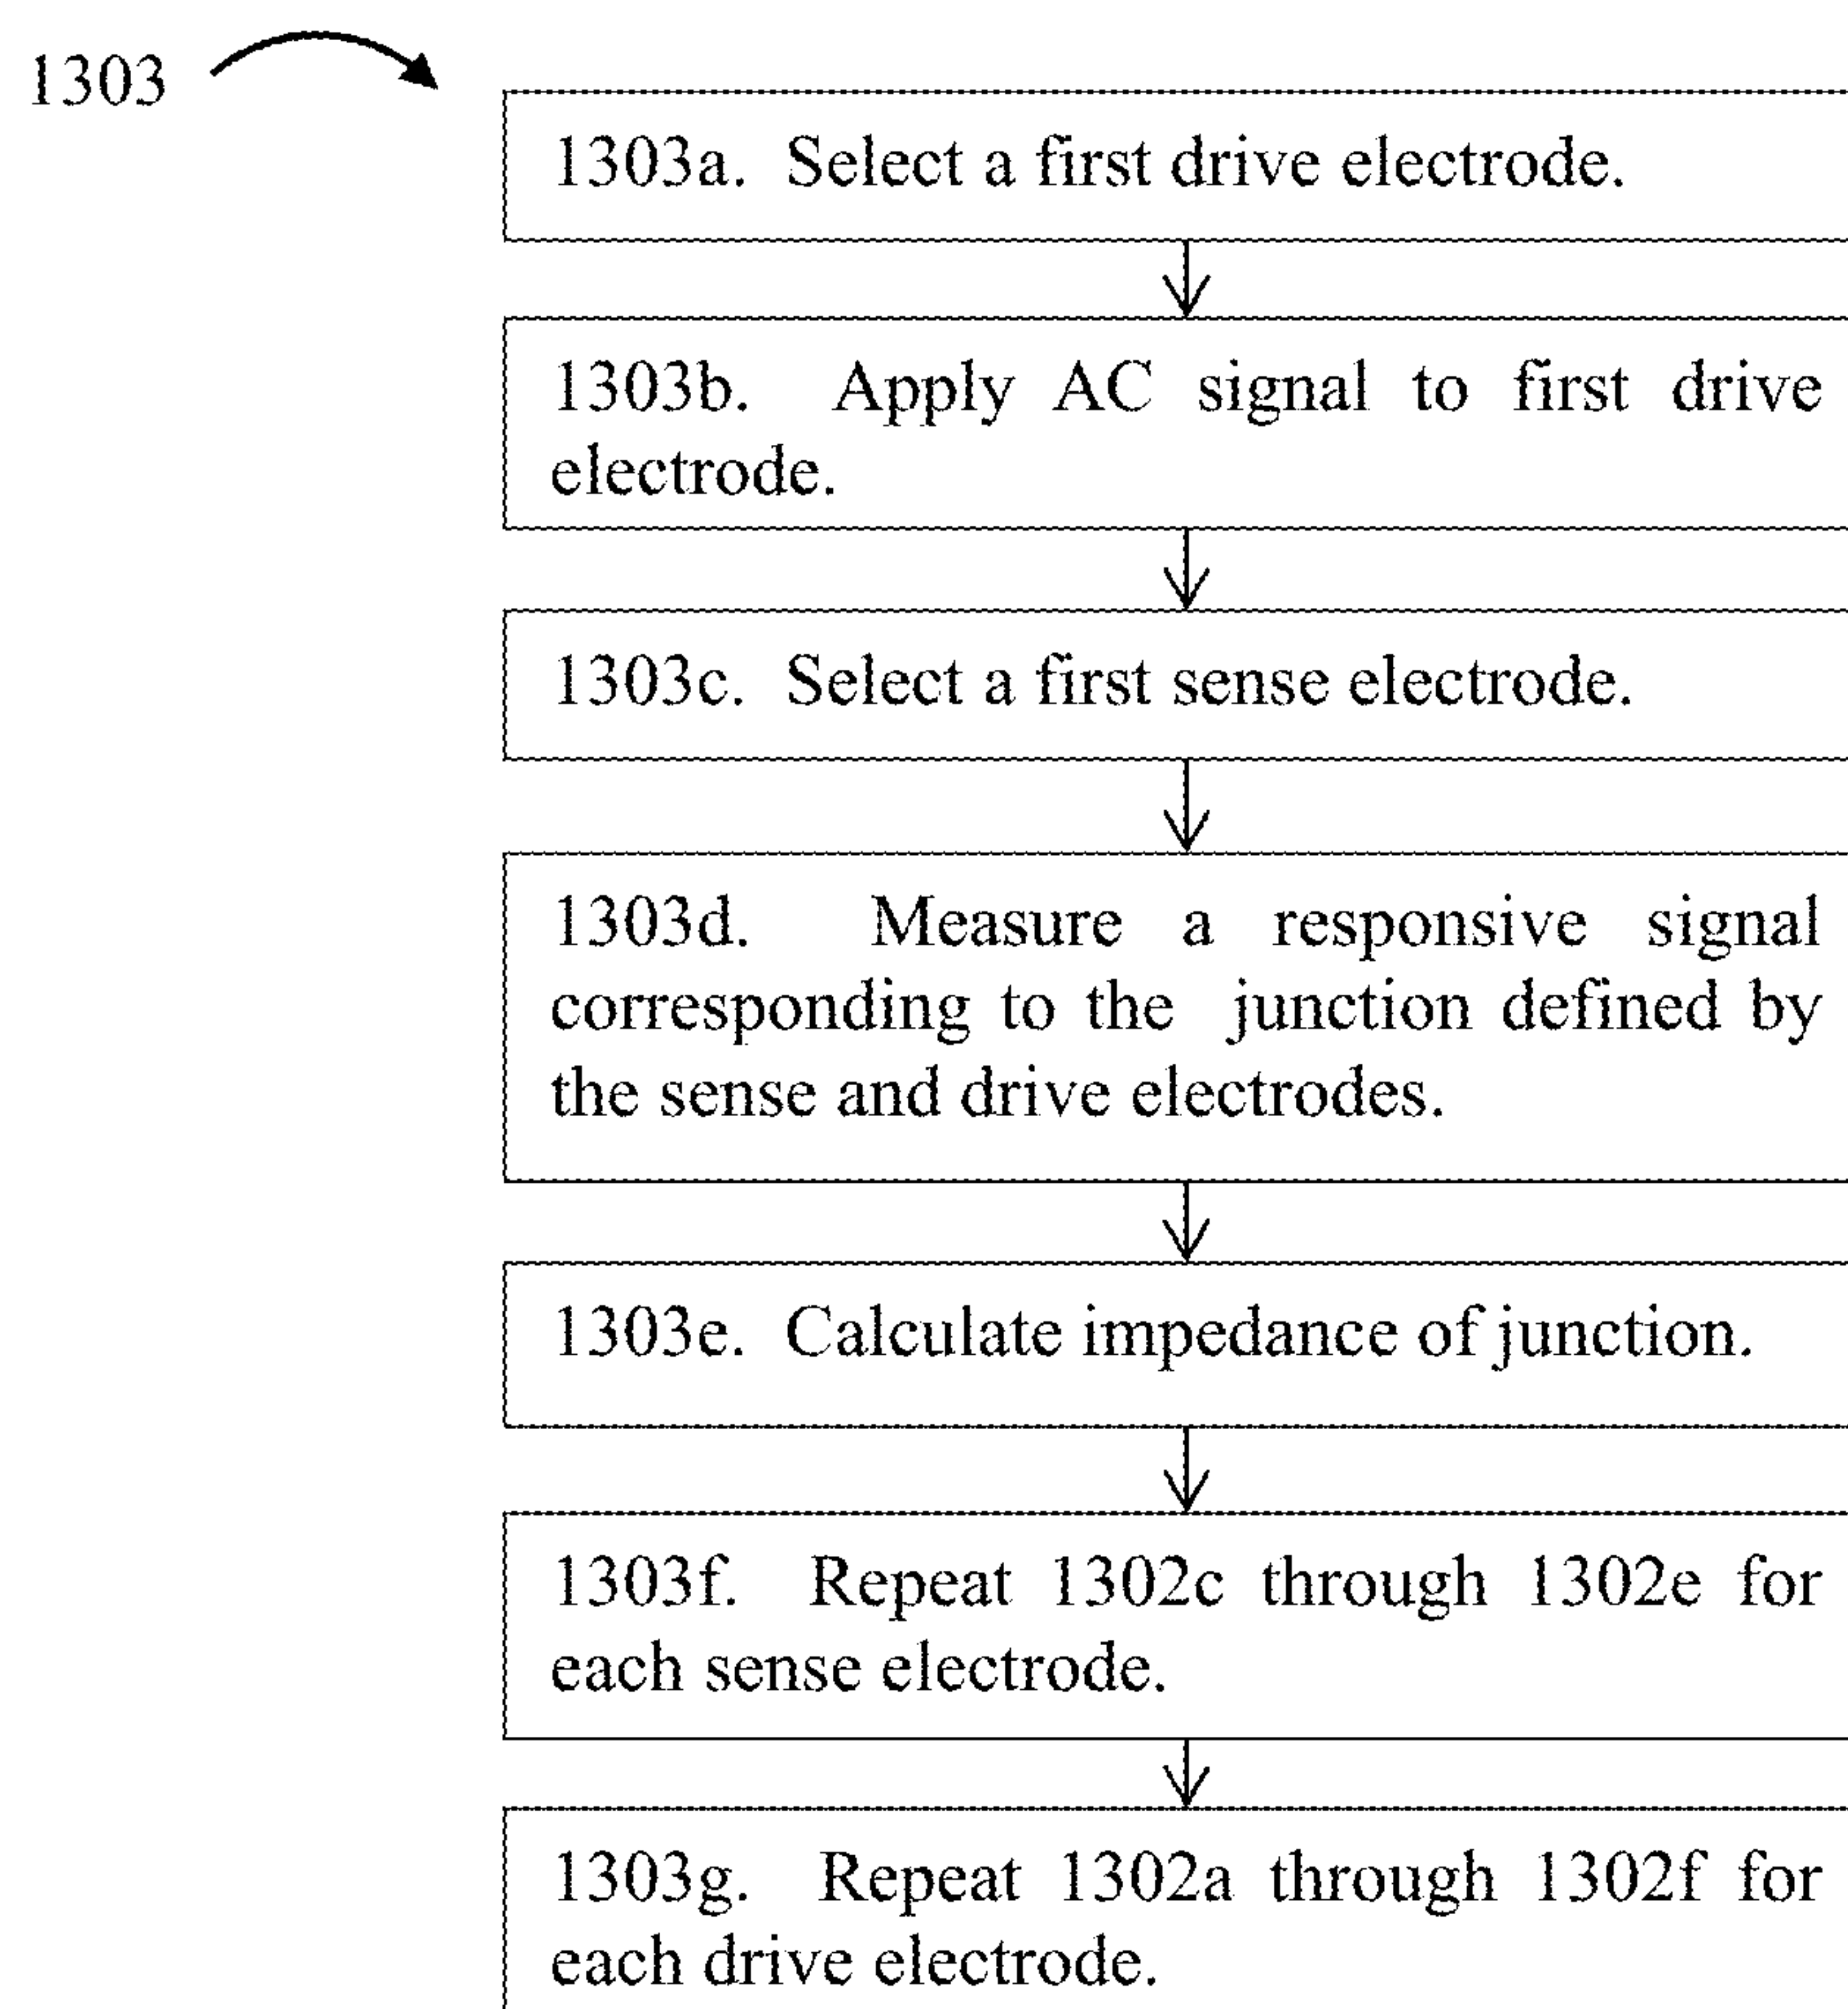 1303
1303a. Select a first drive electrode.
1303b. Apply AC signal to first drive
electrode.
1303c. Select a first sense electrode.
1303d. Measure a responsive signal
corresponding to the junction defined by
the sense and drive electrodes.
1303e. Calculate impedance of junction.
1303f. Repeat 1302c through 1302e for
each sense electrode.
1303g. Repeat 1302a through 1302f for
each drive electrode.